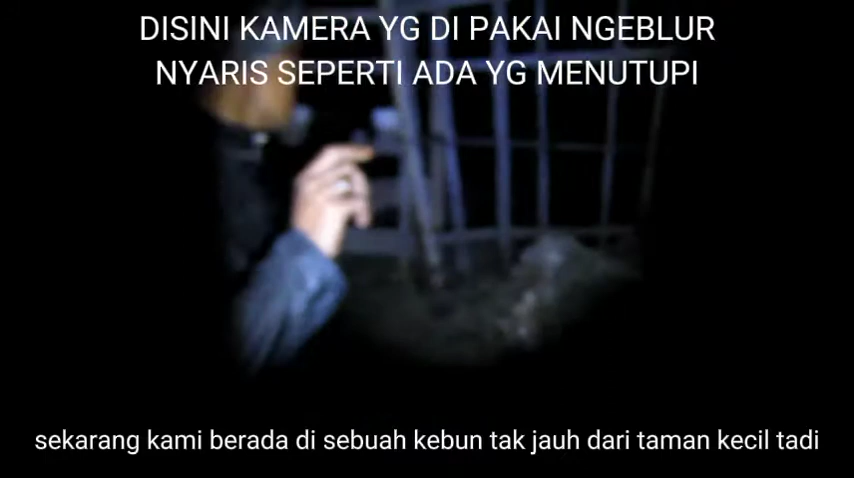 DISINI KAMERA YG DI PAKAI NGEBLUR
NYARIS SEPERTI ADA YG MENUTUPI
sekarang kami berada di sebuah kebun tak jauh dari taman kecil tadi